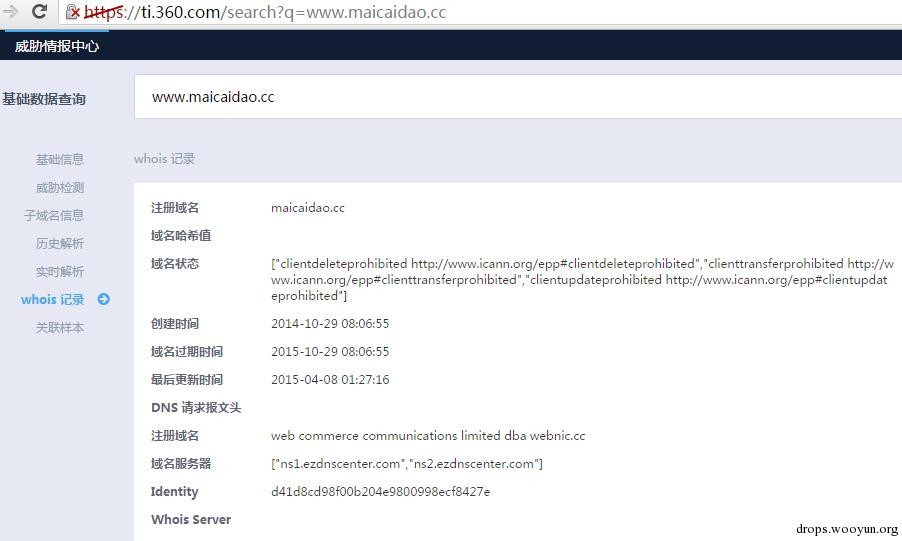 https://ti.360.com/search?q=www.maicaidao.cc
威胁情报中心
基础数据查询
www.maicaidao.cc
基础信息
威胁检测
子域名信息
历史解析
实时解析
whois 记录
关联样本
whois 记录
注册域名 maicaidao.cc
域名哈希值
域名状态 ["clientdeleteprohibited http://www.icann.org/epp#clientdeleteprohibited","clienttransferprohibited http://w
ww.icann.org/epp#clienttransferprohibited","clientupdateprohibited http://www.icann.org/epp#clientupdat
eprohibited"]
创建时间 2014-10-29 08:06:55
域名过期时间 2015-10-29 08:06:55
最后更新时间 2015-04-08 01:27:16
DNS 请求报文头
注册域名 web commerce communications limited dba webnic.cc
域名服务器 ["ns1.ezdnscenter.com","ns2.ezdnscenter.com"]
Identity d41d8cd98f00b204e9800998ecf8427e
Whois Server
drops.wooyun.org